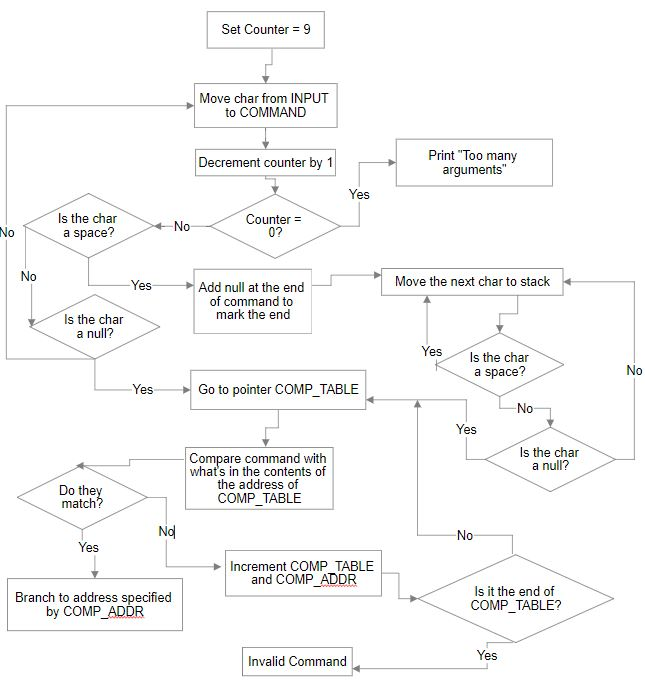 Set Counter = 9
Move char from INPUT
to COMMAND
Decrement counter by 1
Print "Too many
arguments"
Yes
Counter =
0?
No
Is the char
a space?
No
No
Yes
Add null at the end
of command to
mark the end
Move the next char to stack
Is the char
a null?
Yes
Is the char
a space?
No
No
Yes
Go to pointer COMP_TABLE
Yes
Is the char
a null?
Compare command with
what's in the contents of
the address of
COMP_TABLE
Do they
match?
No
Yes
No
Increment COMP_TABLE
and COMP_ADDR
Branch to address specified
by COMP_ADDR
Is it the end of
COMP_TABLE?
Yes
Invalid Command